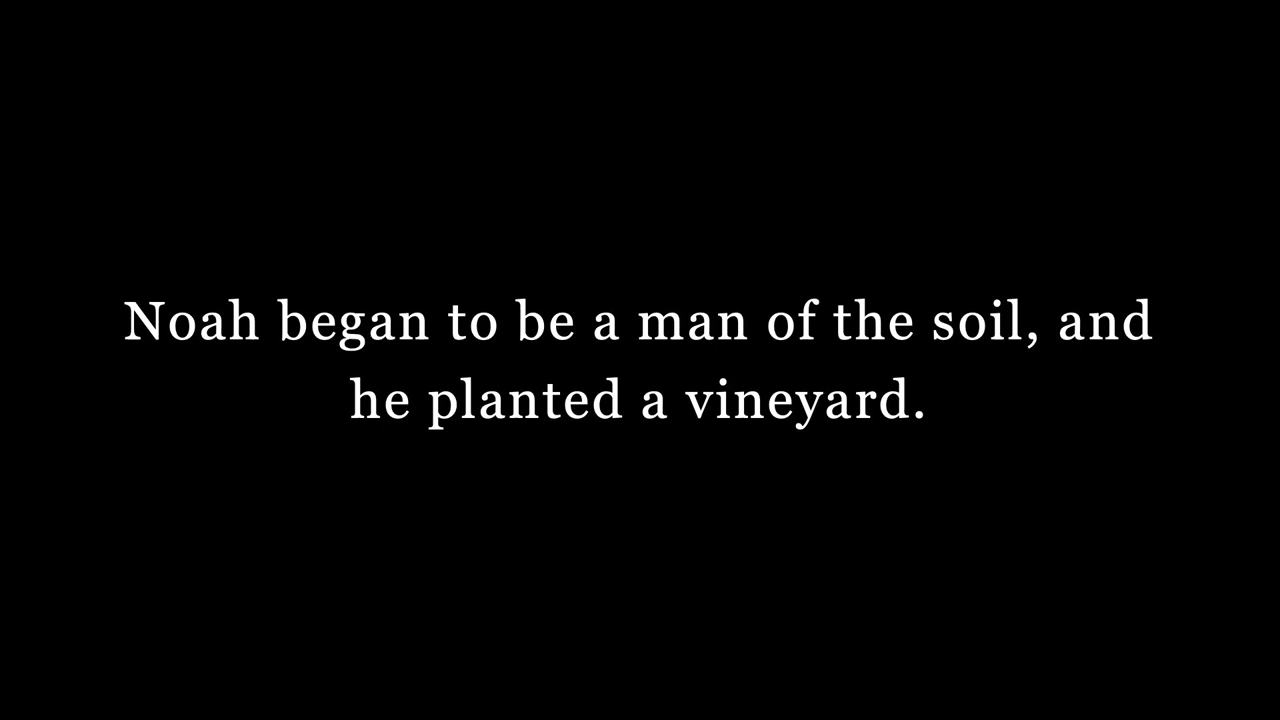 Noah began to be a man of the soil, and
he planted a vineyard.